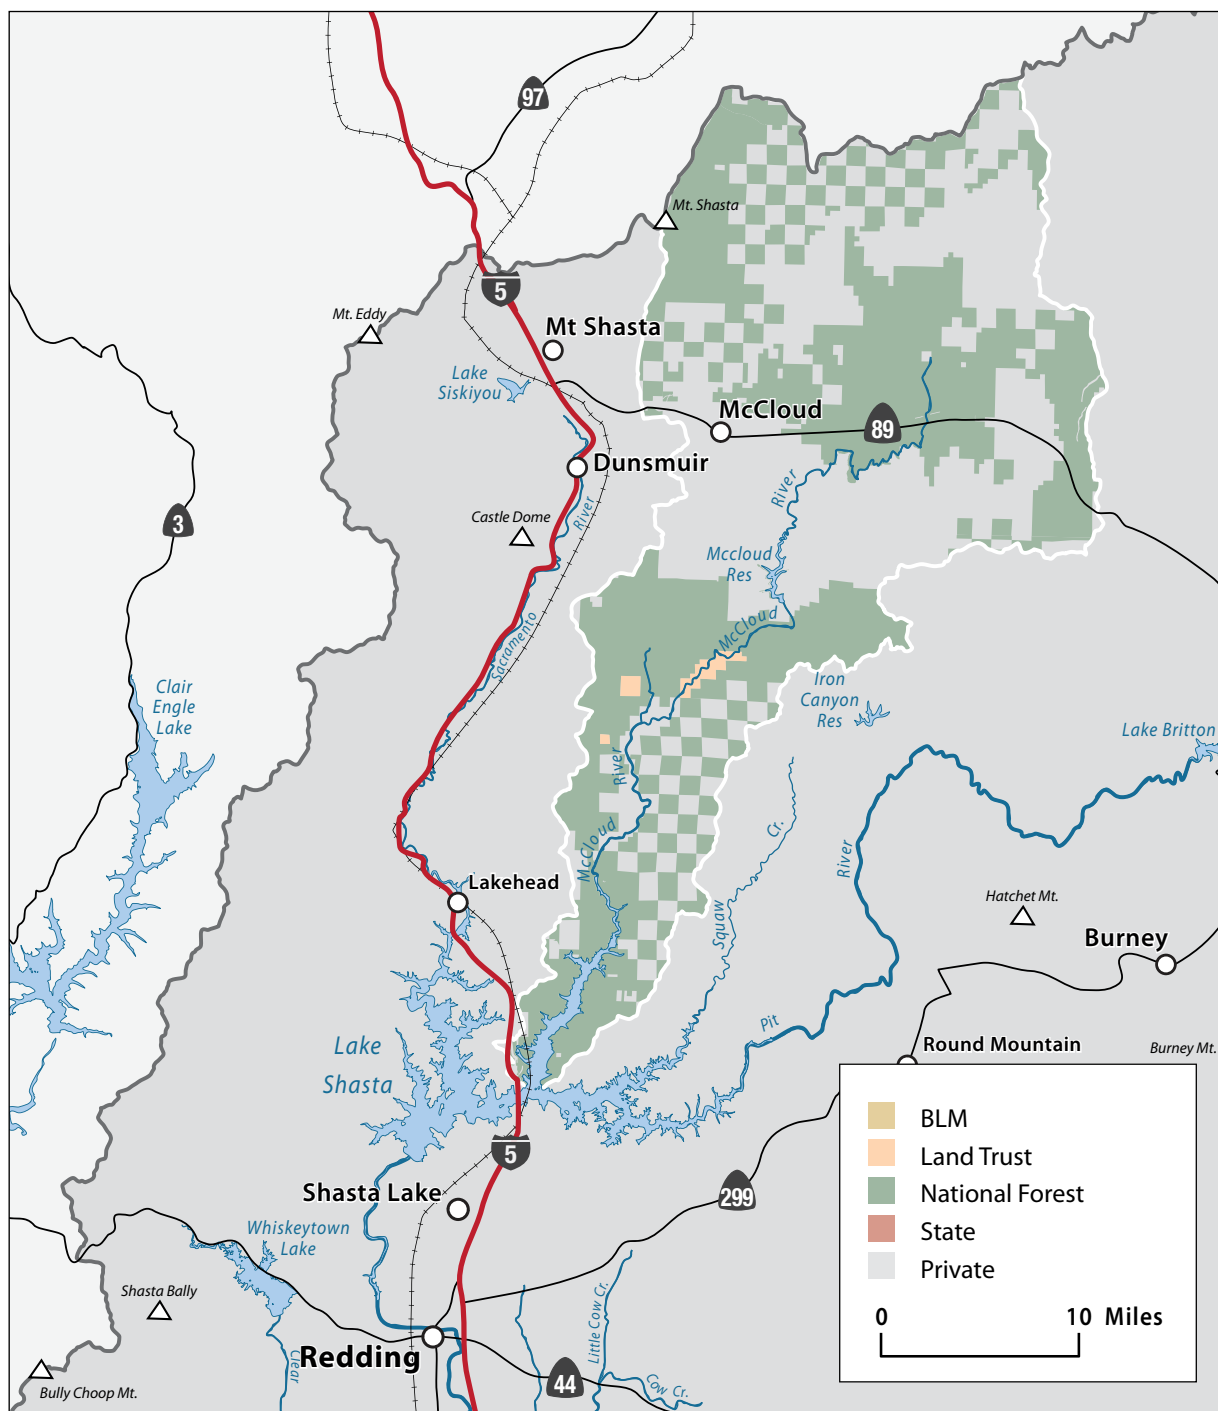 97
Mt. Shasta
5
Mt. Eddy
Mt Shasta
Lake
Siskiyou
McCloud
89
Dunsmuir
River
River
3
Castle Dome
Mccloud
Res
McCloud
Sacramento
Clair
Engle
Lake
Iron
Canyon
Res
Lake Britton
River
Cr.
McCloud
River
Lakehead
Squaw
Hatchet Mt.
Burney
Pit
Lake
Shasta
Round Mountain
Burney Mt.
5
Shasta Lake
299
Whiskeytown
Lake
Shasta Bally
Little Cow Cr.
Redding
Clear
44
Cow Cr.
Bully Choop Mt.
BLM
Land Trust
National Forest
State
Private
0 10 Miles